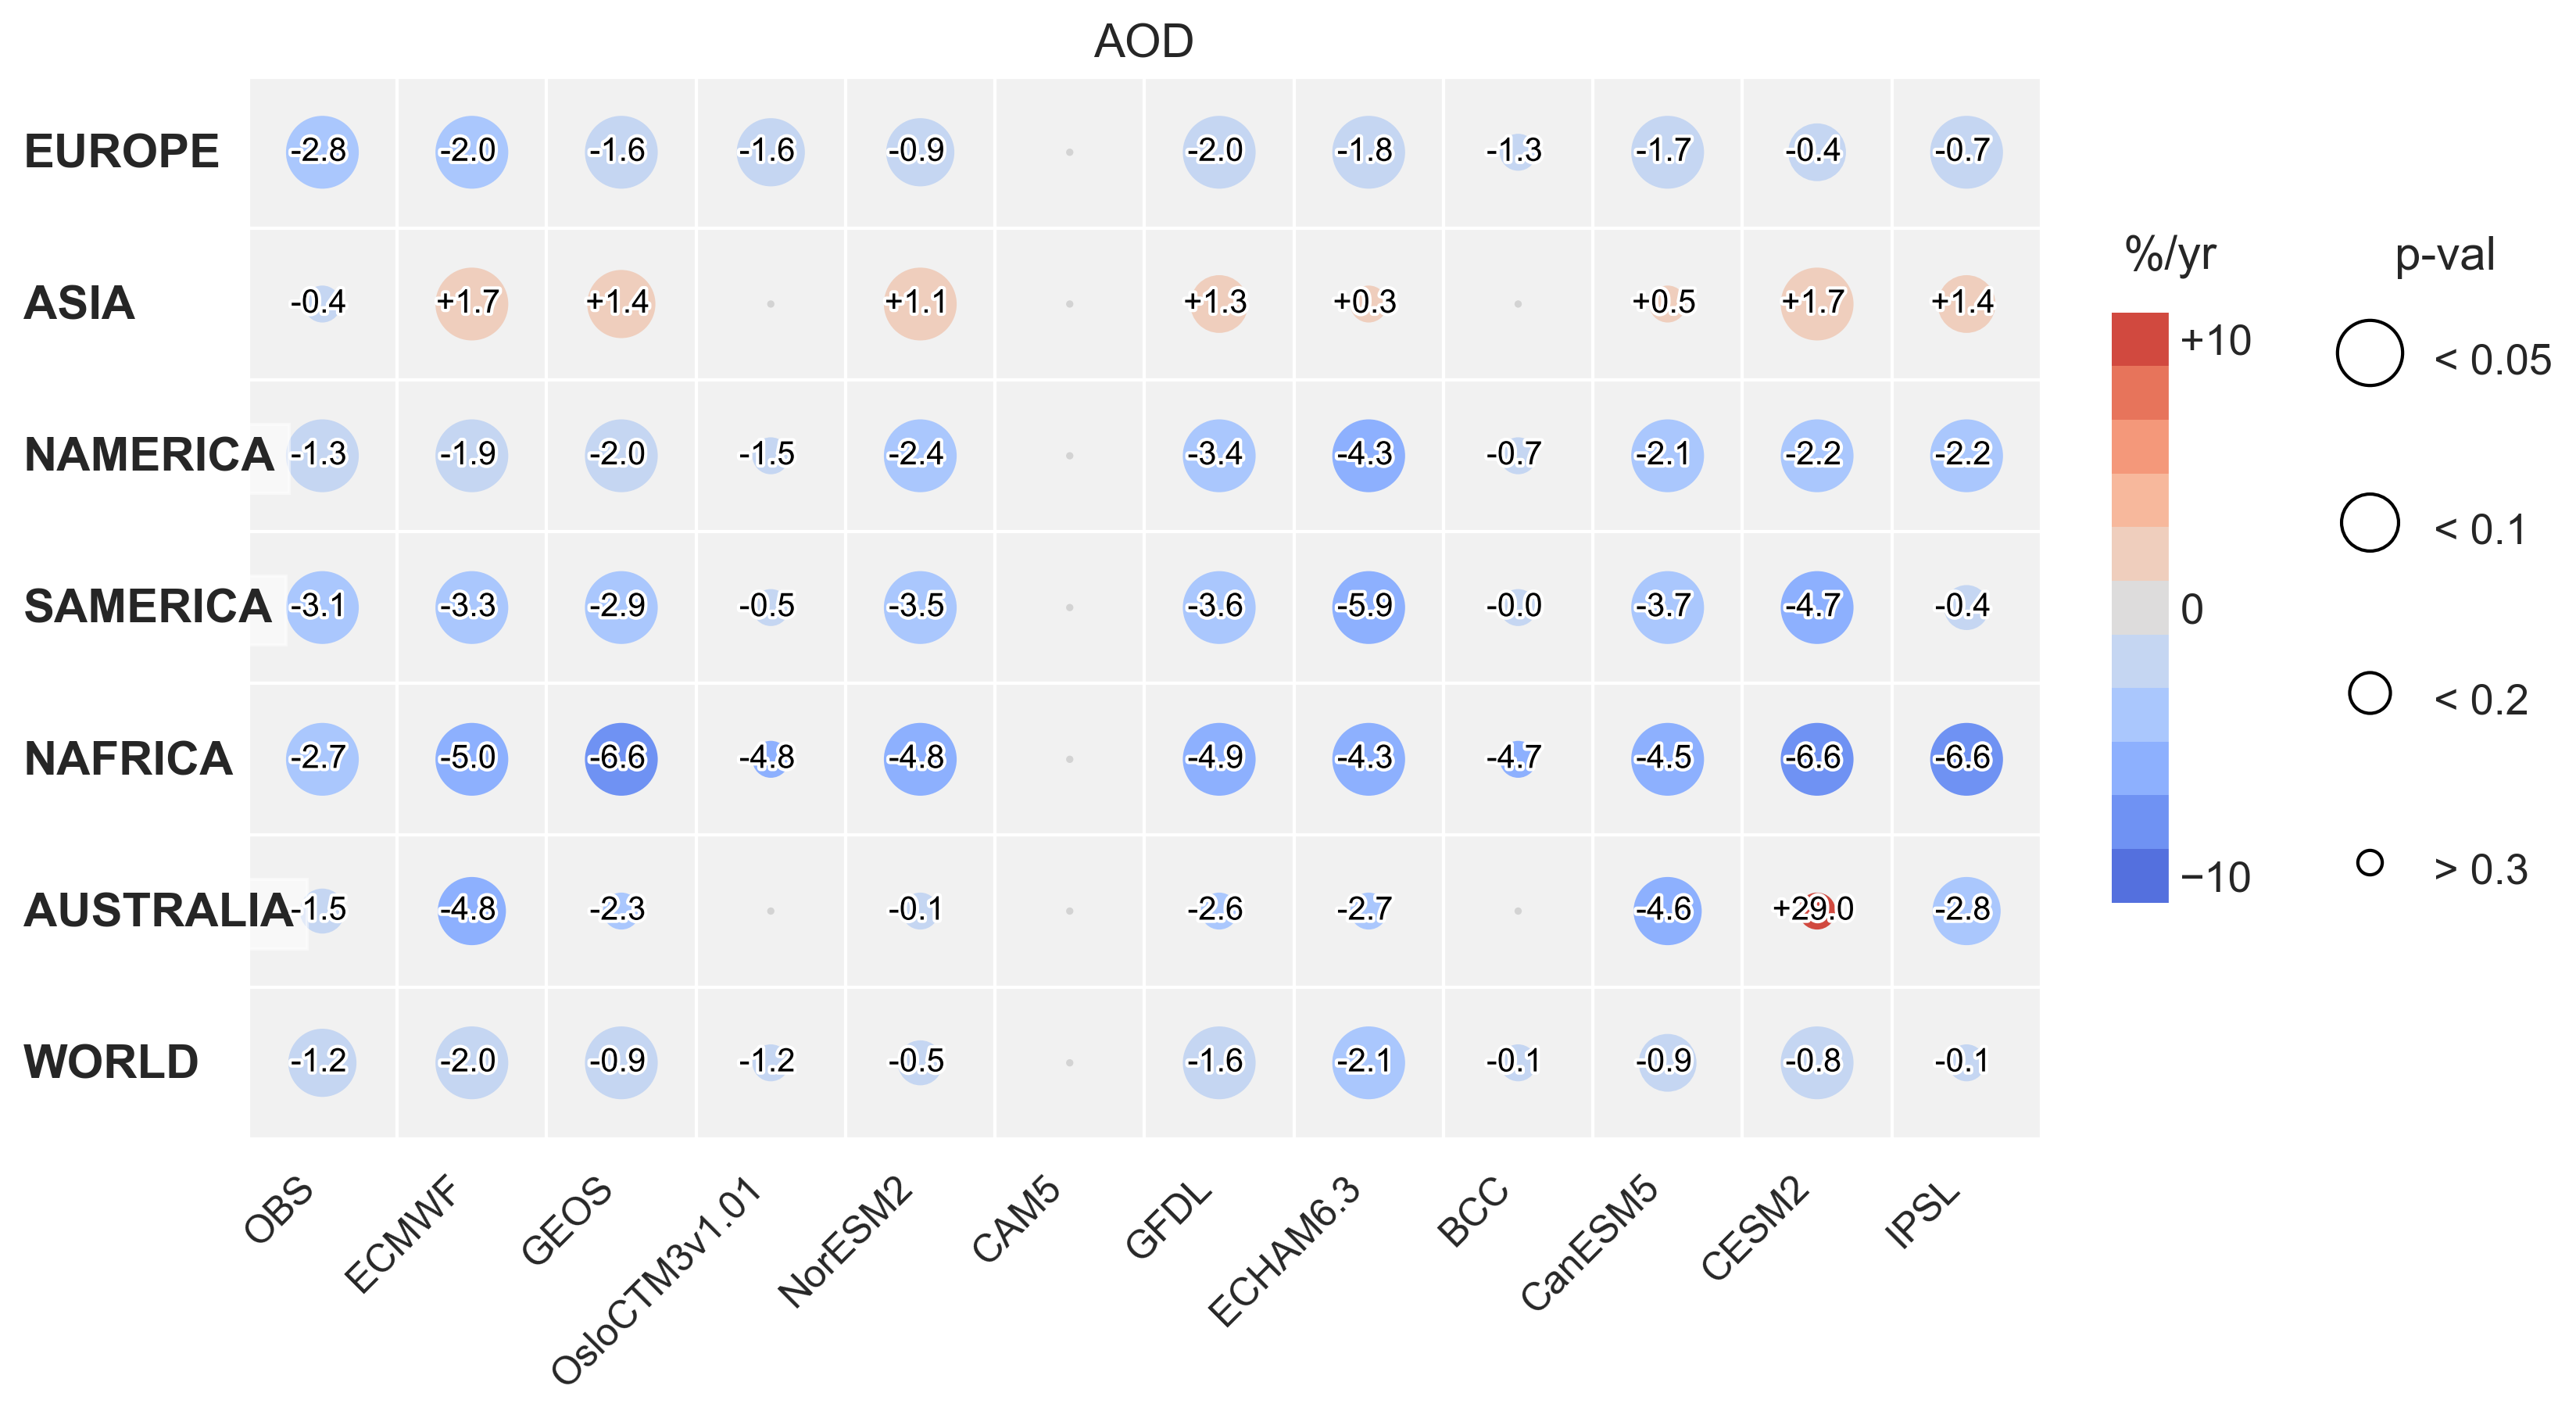 AOD
EUROPE -2.8 -2.0 -1.6 -1.6 -0.9 -2.0 -1.8 -1.3 -1.7 -0.4 -0.7
ASIA -0.4 +1.7 +1.4 +1.1 +1.3 +0.3 +0.5 +1.7 +1.4
NAMERICA -1.3 -1.9 -2.0 -1.5 -2.4 -3.4 -4.3 -0.7 -2.1 -2.2 -2.2
SAMERICA -3.1 -3.3 -2.9 -0.5 -3.5 -3.6 -5.9 -0.0 -3.7 -4.7 -0.4
NAFRICA -2.7 -5.0 -6.6 -4.8 -4.8 -4.9 -4.3 -4.7 -4.5 -6.6 -6.6
AUSTRALIA -1.5 -4.8 -2.3 -0.1 -2.6 -2.7 -4.6 +29.0 -2.8
WORLD -1.2 -2.0 -0.9 -1.2 -0.5 -1.6 -2.1 -0.1 -0.9 -0.8 -0.1
OBS
ECMWF
GEOS
OsloCTM3v1.01
NorESM2
CAM5
GFDL
ECHAM6.3
BCC
CanESM5
CESM2
IPSL
%/yr
+10
0
−10
p-val
< 0.05
< 0.1
< 0.2
> 0.3